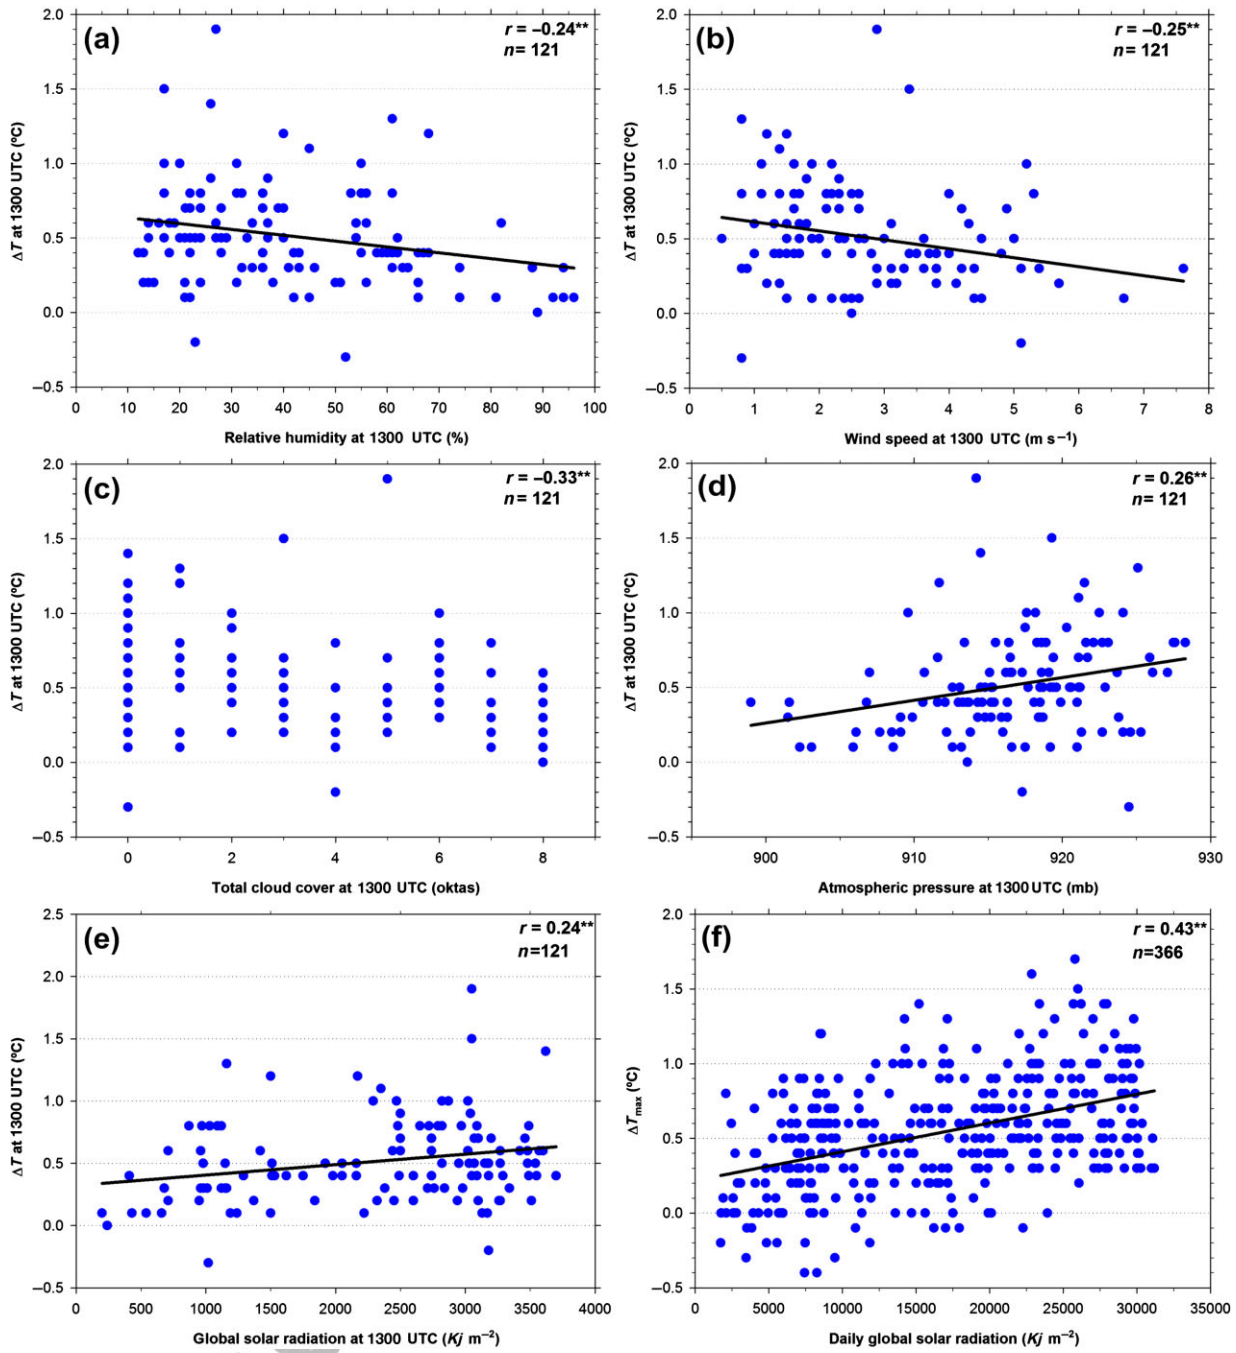 (a)
r = −0.24**
n= 121
2.0
1.5
1.0
0.5
0.0
−0.5
ΔT at 1300 UTC (ºC)
0 10 20 30 40 50 60 70 80 90 100
Relative humidity at 1300 UTC (%)
(b)
r = −0.25**
n= 121
2.0
1.5
1.0
0.5
0.0
−0.5
ΔT at 1300 UTC (ºC)
0 1 2 3 4 5 6 7 8
Wind speed at 1300 UTC (m s−1)
(c)
r = −0.33**
n= 121
2.0
1.5
1.0
0.5
0.0
−0.5
ΔT at 1300 UTC (ºC)
0 2 4 6 8
Total cloud cover at 1300 UTC (oktas)
(d)
r = 0.26**
n= 121
2.0
1.5
1.0
0.5
0.0
−0.5
ΔT at 1300 UTC (ºC)
900 910 920 930
Atmospheric pressure at 1300 UTC (mb)
(e)
r = 0.24**
n=121
2.5
2.0
1.5
1.0
0.5
0.0
−0.5
ΔT at 1300 UTC (ºC)
0 500 1000 1500 2000 2500 3000 3500 4000
Global solar radiation at 1300 UTC (Kj m−2)
(f)
r = 0.43**
n=366
2.0
1.5
1.0
0.5
0.0
−0.5
ΔTmax (ºC)
0 5000 10000 15000 20000 25000 30000 35000
Daily global solar radiation (Kj m−2)